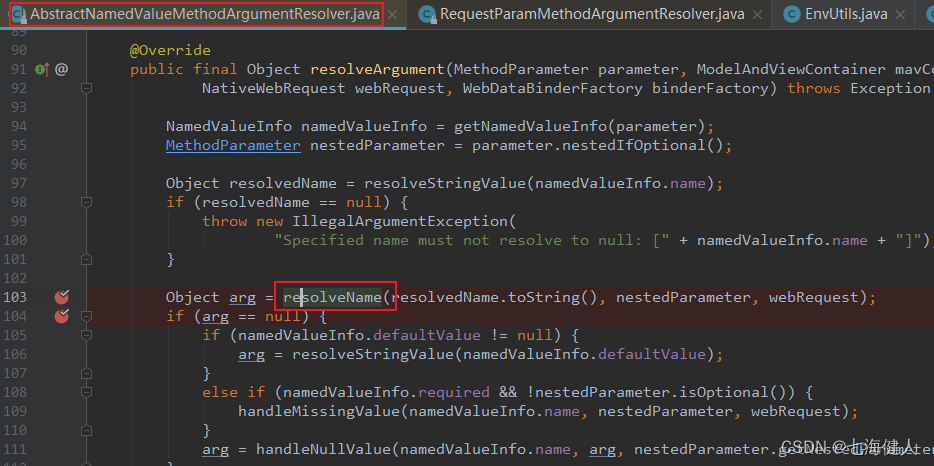 AbstractNamedValueMethodArgumentResolver.java × RequestParamMethodArgumentResolver.java × EnvUtils.java ×
89
90 @Override
91 @ public final Object resolveArgument(MethodParameter parameter, ModelAndViewContainer mavCo
92 NativeWebRequest webRequest, WebDataBinderFactory binderFactory) throws Exception
93
94 NamedValueInfo namedValueInfo = getNamedValueInfo(parameter);
95 MethodParameter nestedParameter = parameter.nestedIfOptional();
96
97 Object resolvedName = resolveStringValue(namedValueInfo.name);
98 if (resolvedName == null) {
99 throw new IllegalArgumentException(
100 "Specified name must not resolve to null: [" + namedValueInfo.name + "]")
101 }
102
103 Object arg = resolveName(resolvedName.toString(), nestedParameter, webRequest);
104 if (arg == null) {
105 if (namedValueInfo.defaultValue != null) {
106 arg = resolveStringValue(namedValueInfo.defaultValue);
107 }
108 else if (namedValueInfo.required && !nestedParameter.isOptional()) {
109 handleMissingValue(namedValueInfo.name, nestedParameter, webRequest);
110 }
111 arg = handleNullValue(namedValueInfo.name, arg, nestedParameter.getNestedParameter
CSDN @七海健人